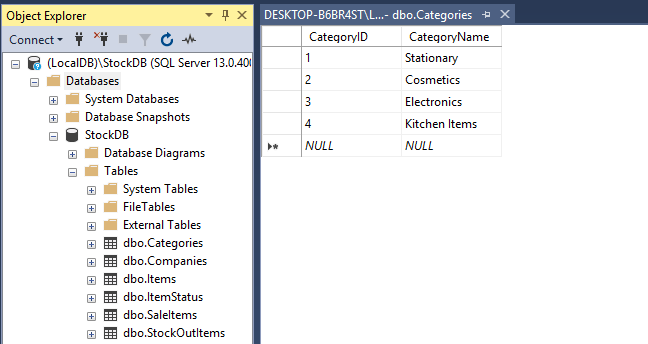 Object Explorer
Connect
(LocalDB)\StockDB (SQL Server 13.0.400
Databases
System Databases
Database Snapshots
StockDB
Database Diagrams
Tables
System Tables
FileTables
External Tables
dbo.Categories
dbo.Companies
dbo.Items
dbo.ItemStatus
dbo.SaleItems
dbo.StockOutItems
DESKTOP-B6BR4ST\L...- dbo.Categories
CategoryID CategoryName
1 Stationary
2 Cosmetics
3 Electronics
4 Kitchen Items
NULL NULL